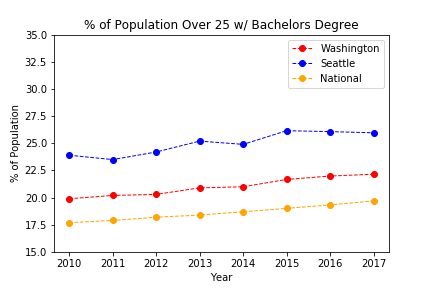 % of Population Over 25 w/ Bachelors Degree
35.0
32.5
30.0
27.5
25.0
22.5
20.0
17.5
15.0
% of Population
Washington
Seattle
National
2010 2011 2012 2013 2014 2015 2016 2017
Year